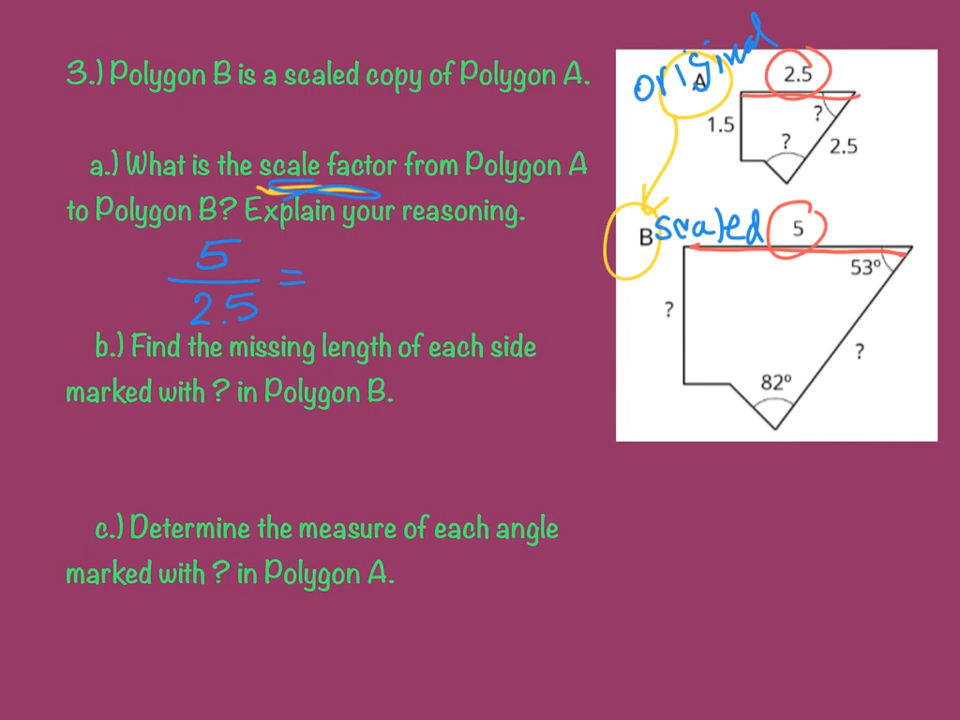 3.) Polygon B is a scaled copy of Polygon A.
a.) What is the scale factor from Polygon A
to Polygon B? Explain your reasoning.
5
2.5 =
b.) Find the missing length of each side
marked with ? in Polygon B.
c.) Determine the measure of each angle
marked with ? in Polygon A.
original
A
2.5
1.5
?
?
2.5
B scaled 5
53º
?
?
82º